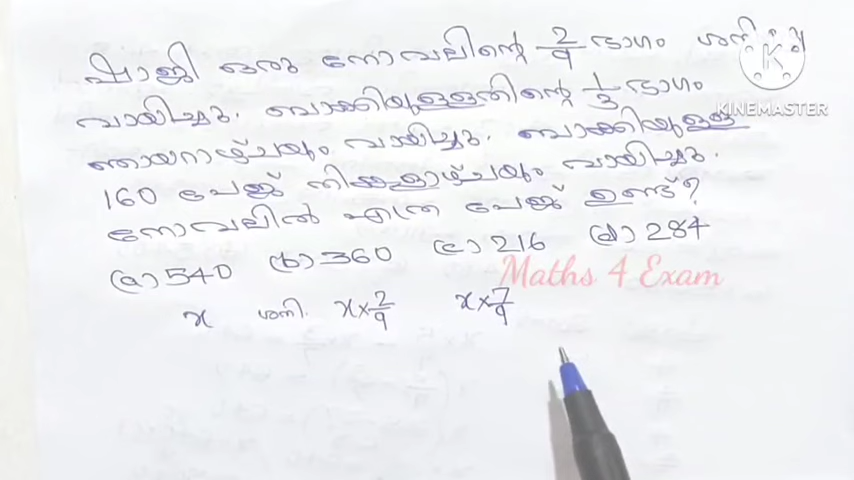 ഷാജി ഒരു നോവലിന്റെ 2/9 ഭാഗം ശനി
വായിച്ചു. ബാക്കിയുള്ളതിന്റെ 1/3 ഭാഗം
KINEMASTER
ഞായറാഴ്ചയും വായിച്ചു. ബാക്കിയുള്ള
160 പേജ് തിങ്കളാഴ്ചയും വായിച്ചു.
നോവലിൽ എത്ര പേജ് ഉണ്ട്?
(a) 540 (b) 360 (c) 216 (d) 284
Maths 4 Exam
x ശനി. x×2/9 x×7/9